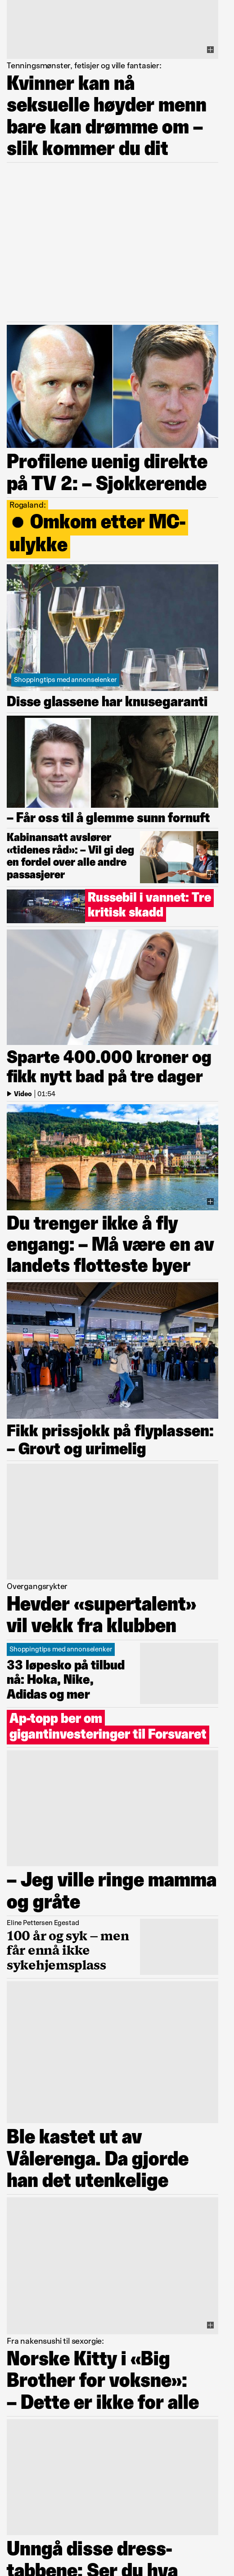 Tenningsmønster, fetisjer og ville fantasier:
Kvinner kan nå
seksuelle høyder menn
bare kan drømme om –
slik kommer du dit
Profilene uenig direkte
på TV 2: – Sjokkerende
Rogaland:
● Omkom etter MC-
ulykke
Shoppingtips med annonselenker
Disse glassene har knusegaranti
– Får oss til å glemme sunn fornuft
Kabinansatt avslører
«tidenes råd»: – Vil gi deg
en fordel over alle andre
passasjerer
Russebil i vannet: Tre
kritisk skadd
Sparte 400.000 kroner og
fikk nytt bad på tre dager
Video | 01:54
Du trenger ikke å fly
engang: – Må være en av
landets flotteste byer
Fikk prissjokk på flyplassen:
– Grovt og urimelig
Overgangsrykter
Hevder «supertalent»
vil vekk fra klubben
Shoppingtips med annonselenker
33 løpesko på tilbud
nå: Hoka, Nike,
Adidas og mer
Ap-topp ber om
gigantinvesteringer til Forsvaret
– Jeg ville ringe mamma
og gråte
Eline Pettersen Egestad
100 år og syk – men
får ennå ikke
sykehjemsplass
Ble kastet ut av
Vålerenga. Da gjorde
han det utenkelige
Fra nakensushi til sexorgie:
Norske Kitty i «Big
Brother for voksne»:
– Dette er ikke for alle
Unngå disse dress-
tabbene: Ser du hva